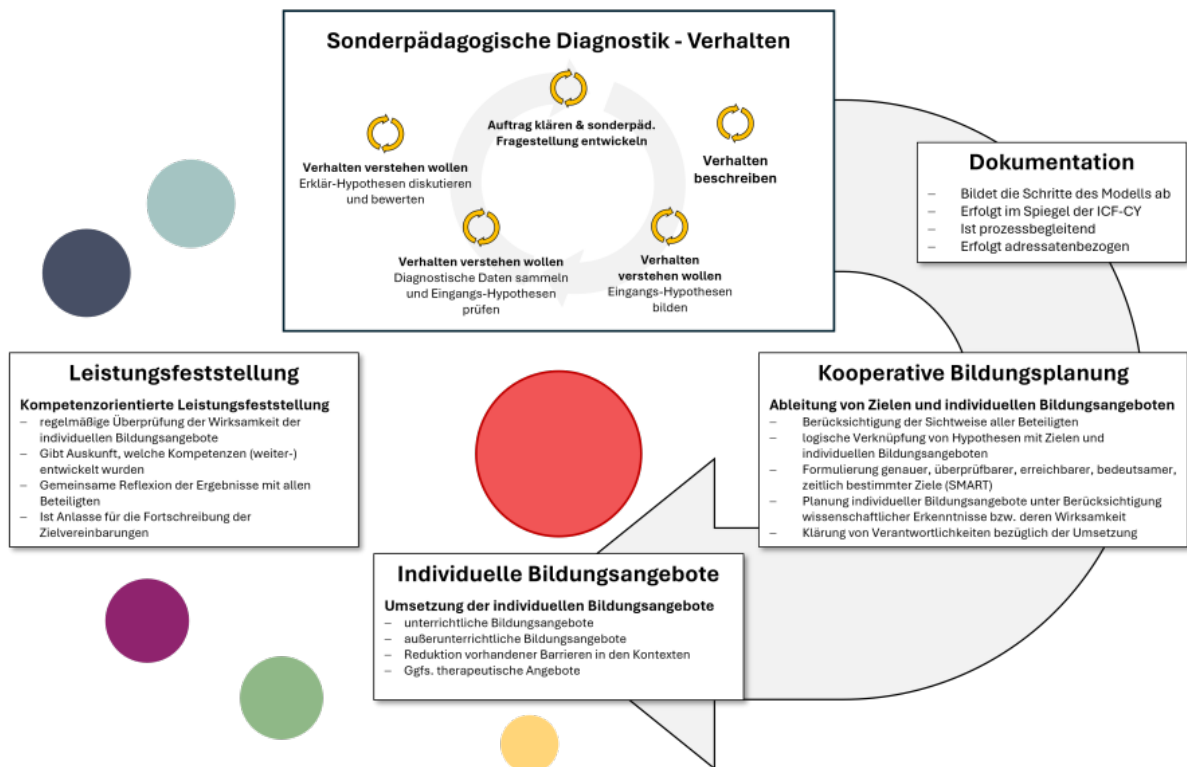 Sonderpädagogische Diagnostik - Verhalten
Auftrag klären & sonderpäd.
Fragestellung entwickeln
Verhalten
beschreiben
Verhalten
verstehen wollen
Eingangs-Hypothesen
bilden
Verhalten verstehen wollen
Diagnostische Daten sammeln
und Eingangs-Hypothesen
prüfen
Verhalten verstehen wollen
Erklär-Hypothesen diskutieren
und bewerten
Dokumentation
– Bildet die Schritte des Modells ab
– Erfolgt im Spiegel der ICF-CY
– Ist prozessbegleitend
– Erfolgt adressatenbezogen
Kooperative Bildungsplanung
Ableitung von Zielen und individuellen Bildungsangeboten
– Berücksichtigung der Sichtweise aller Beteiligten
– logische Verknüpfung von Hypothesen mit Zielen und
individuellen Bildungsangeboten
– Formulierung genauer, überprüfbarer, erreichbarer, bedeutsamer,
zeitlich bestimmter Ziele (SMART)
– Planung individueller Bildungsangebote unter Berücksichtigung
wissenschaftlicher Erkenntnisse bzw. deren Wirksamkeit
– Klärung von Verantwortlichkeiten bezüglich der Umsetzung
Individuelle Bildungsangebote
Umsetzung der individuellen Bildungsangebote
– unterrichtliche Bildungsangebote
– außerunterrichtliche Bildungsangebote
– Reduktion vorhandener Barrieren in den Kontexten
– Ggfs. therapeutische Angebote
Leistungsfeststellung
Kompetenzorientierte Leistungsfeststellung
– regelmäßige Überprüfung der Wirksamkeit der
individuellen Bildungsangebote
– Gibt Auskunft, welche Kompetenzen (weiter-)
entwickelt wurden
– Gemeinsame Reflexion der Ergebnisse mit allen
Beteiligten
– Ist Anlasse für die Fortschreibung der
Zielvereinbarungen